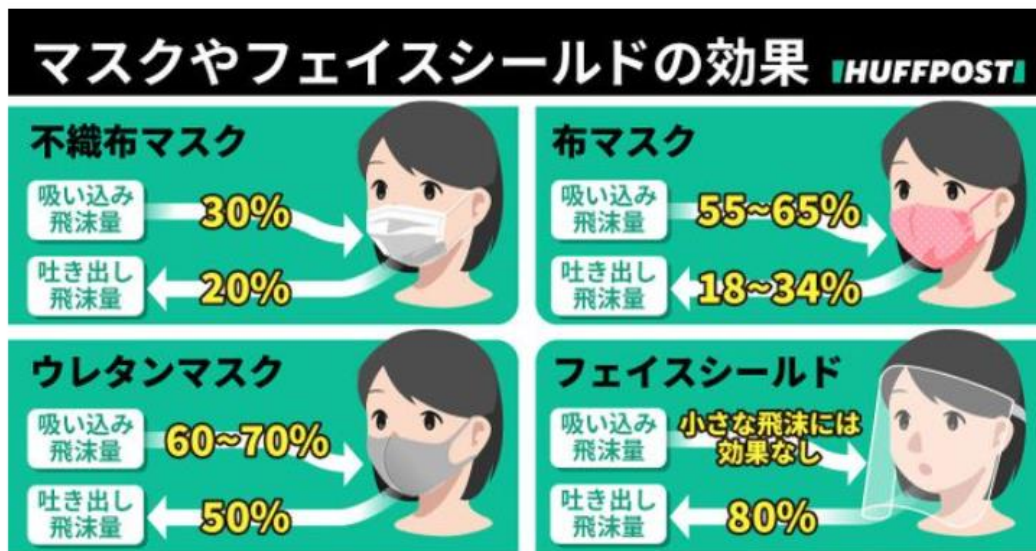 マスクやフェイスシールドの効果 HUFFPOST
不織布マスク
吸い込み
飛沫量
30%
吐き出し
飛沫量
20%
布マスク
吸い込み
飛沫量
55~65%
吐き出し
飛沫量
18~34%
ウレタンマスク
吸い込み
飛沫量
60~70%
吐き出し
飛沫量
50%
フェイスシールド
吸い込み
飛沫量
小さな飛沫には
効果なし
吐き出し
飛沫量
80%